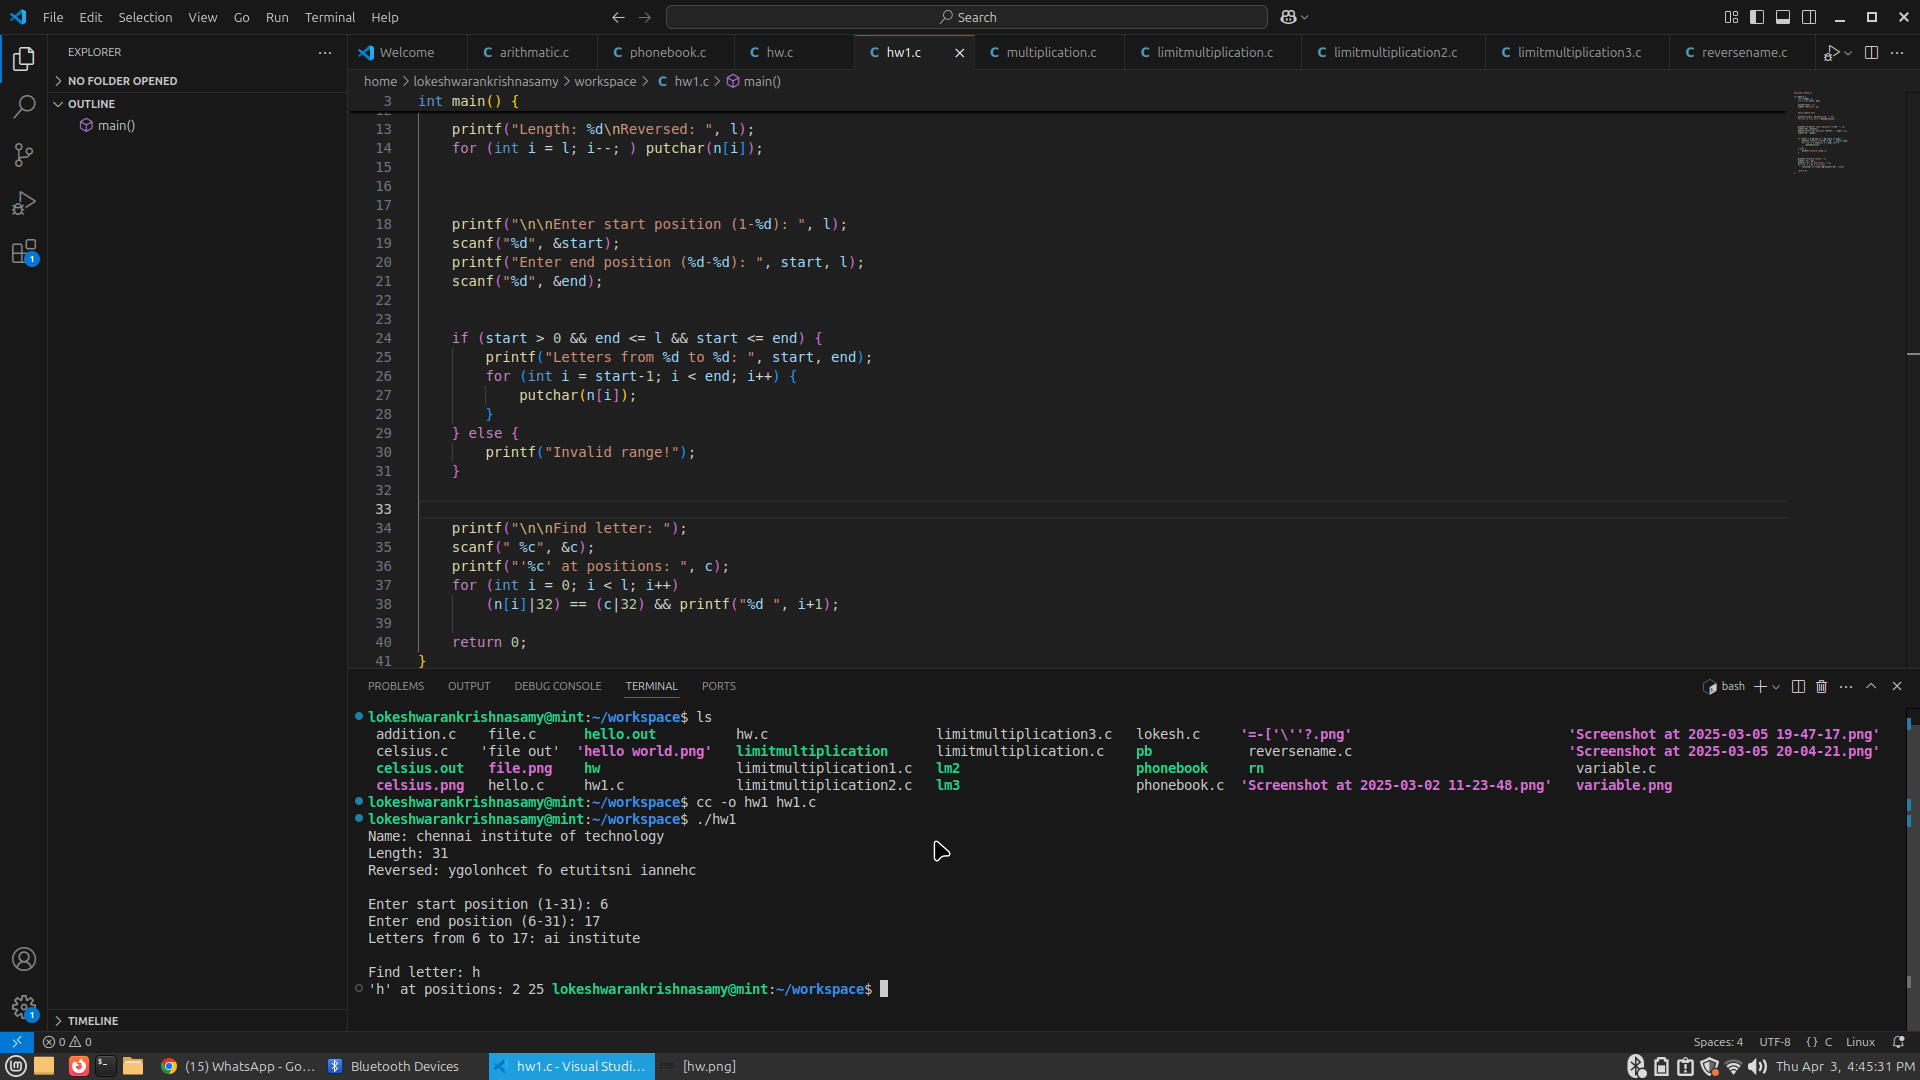 File Edit Selection View Go Run Terminal Help Search
EXPLORER
NO FOLDER OPENED
OUTLINE
main()
TIMELINE
Welcome arithmatic.c phonebook.c hw.c hw1.c multiplication.c limitmultiplication.c limitmultiplication2.c limitmultiplication3.c reversename.c
home > lokeshwarankrishnasamy > workspace > C hw1.c > main()
3 int main() {
13 printf("Length: %d\nReversed: ", l);
14 for (int i = l; i--; ) putchar(n[i]);
15
16
17
18 printf("\n\nEnter start position (1-%d): ", l);
19 scanf("%d", &start);
20 printf("Enter end position (%d-%d): ", start, l);
21 scanf("%d", &end);
22
23
24 if (start > 0 && end <= l && start <= end) {
25 printf("Letters from %d to %d: ", start, end);
26 for (int i = start-1; i < end; i++) {
27 putchar(n[i]);
28 }
29 } else {
30 printf("Invalid range!");
31 }
32
33
34 printf("\n\nFind letter: ");
35 scanf(" %c", &c);
36 printf("'%c' at positions: ", c);
37 for (int i = 0; i < l; i++)
38 (n[i]|32) == (c|32) && printf("%d ", i+1);
39
40 return 0;
41 }
PROBLEMS OUTPUT DEBUG CONSOLE TERMINAL PORTS bash
lokeshwarankrishnasamy@mint:~/workspace$ ls
addition.c file.c hello.out hw.c limitmultiplication3.c lokesh.c '=-['\''?.png' 'Screenshot at 2025-03-05 19-47-17.png'
celsius.c 'file out' 'hello world.png' limitmultiplication limitmultiplication.c pb reversename.c 'Screenshot at 2025-03-05 20-04-21.png'
celsius.out file.png hw limitmultiplication1.c lm2 phonebook rn variable.c
celsius.png hello.c hw1.c limitmultiplication2.c lm3 phonebook.c 'Screenshot at 2025-03-02 11-23-48.png' variable.png
lokeshwarankrishnasamy@mint:~/workspace$ cc -o hw1 hw1.c
lokeshwarankrishnasamy@mint:~/workspace$ ./hw1
Name: chennai institute of technology
Length: 31
Reversed: ygolonhcet fo etutitsni iannehc
Enter start position (1-31): 6
Enter end position (6-31): 17
Letters from 6 to 17: ai institute
Find letter: h
'h' at positions: 2 25 lokeshwarankrishnasamy@mint:~/workspace$
0 0 Spaces: 4 UTF-8 {} C Linux
(15) WhatsApp - Go... Bluetooth Devices hw1.c - Visual Studi... [hw.png] Thu Apr 3, 4:45:31 PM